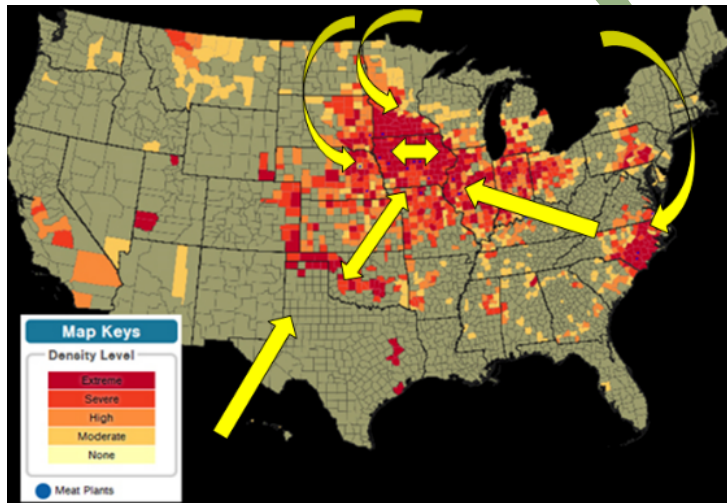 Map Keys
Density Level
Extreme
Severe
High
Moderate
None
Meat Plants